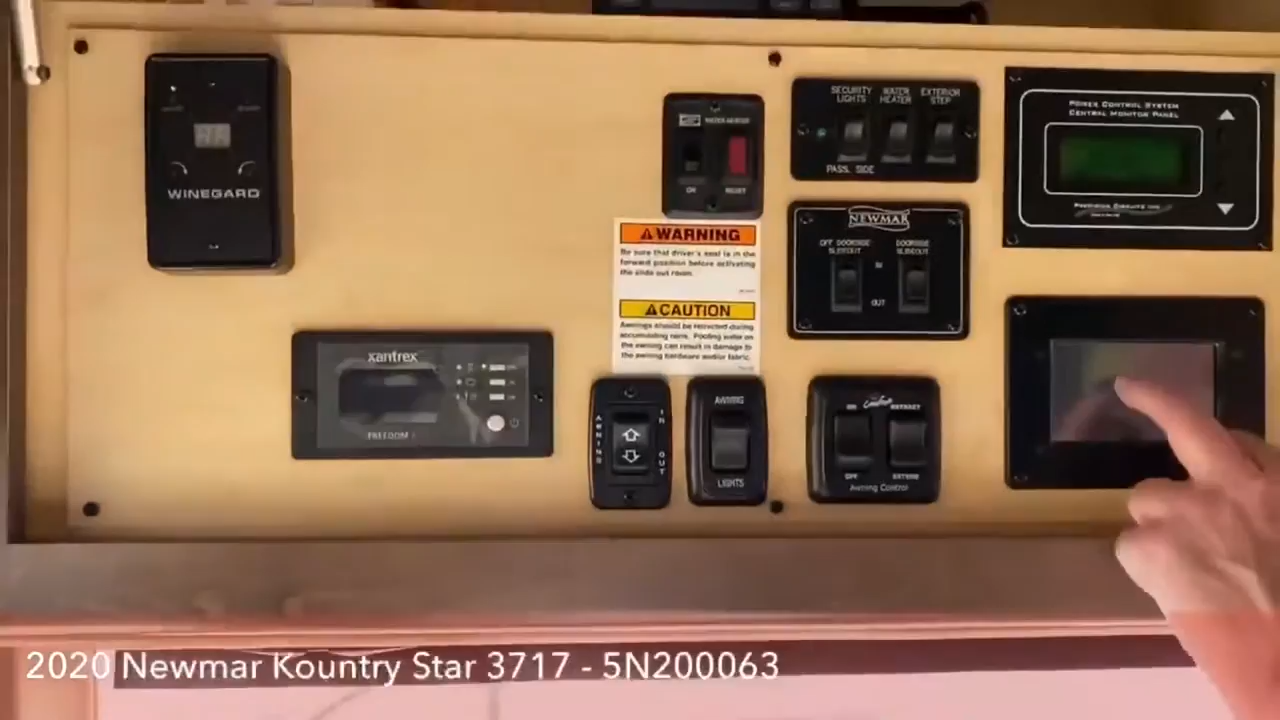 WINEGARD
xantrex
FREEDOM
WATER HEATER
ON
RESET
WARNING
Be sure that driver's seat is in the
forward position before activating
the slide out room.
CAUTION
Awnings should be retracted during
accumulating rains. Pooling water on
the awning can result in damage to
the awning hardware and/or fabric.
AWNING
IN
OUT
AWNING
LIGHTS
SECURITY
LIGHTS
WATER
HEATER
EXTERIOR
STEP
PASS. SIDE
NEWMAR
OFF DOORSIDE
SLIDEOUT
DOORSIDE
SLIDEOUT
IN
OUT
ON
RETRACT
OFF
EXTEND
Awning Control
POWER CONTROL SYSTEM
CENTRAL MONITOR PANEL
PRECISION CIRCUITS INC
2020 Newmar Kountry Star 3717 - 5N200063